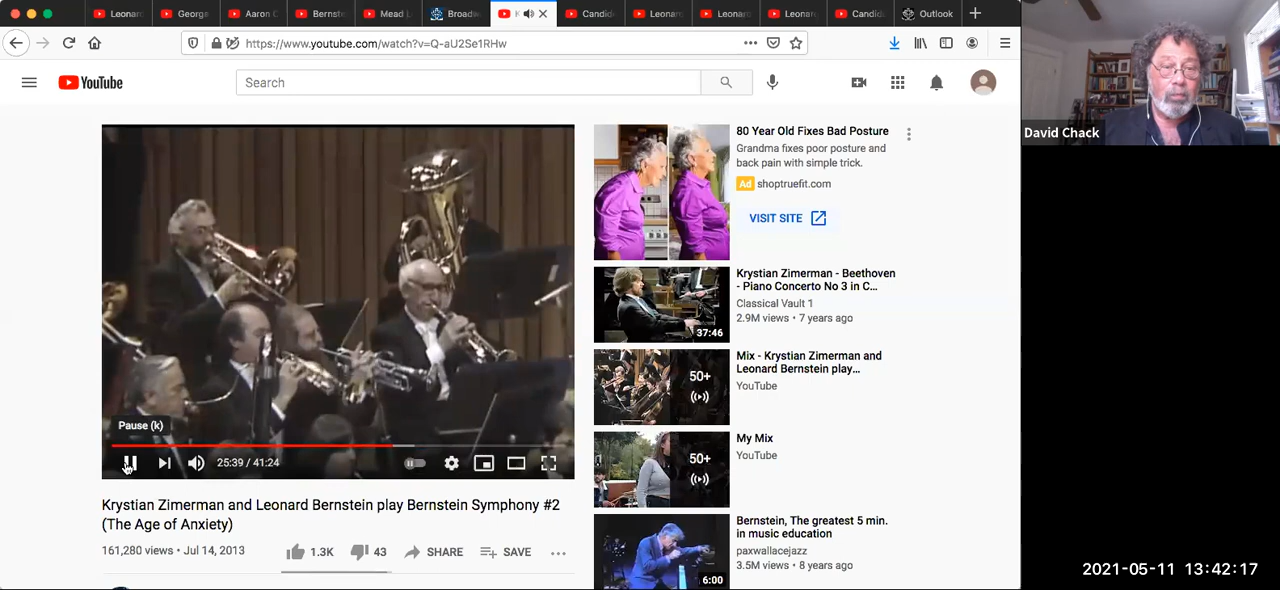 Leonard
George
Aaron C
Bernste
Mead L
Broadw
K
Candide
Leonard
Leonard
Leonard
Candide
Outlook
https://www.youtube.com/watch?v=Q-aU2Se1RHw
YouTube
Search
David Chack
Pause (k)
25:39 / 41:24
Krystian Zimerman and Leonard Bernstein play Bernstein Symphony #2
(The Age of Anxiety)
161,280 views • Jul 14, 2013
1.3K
43
SHARE
SAVE
80 Year Old Fixes Bad Posture
Grandma fixes poor posture and
back pain with simple trick.
Ad shoptruefit.com
VISIT SITE
37:46
Krystian Zimerman - Beethoven
- Piano Concerto No 3 in C...
Classical Vault 1
2.9M views • 7 years ago
50+
Mix - Krystian Zimerman and
Leonard Bernstein play...
YouTube
50+
My Mix
YouTube
6:00
Bernstein, The greatest 5 min.
in music education
paxwallacejazz
3.5M views • 8 years ago
2021-05-11 13:42:17